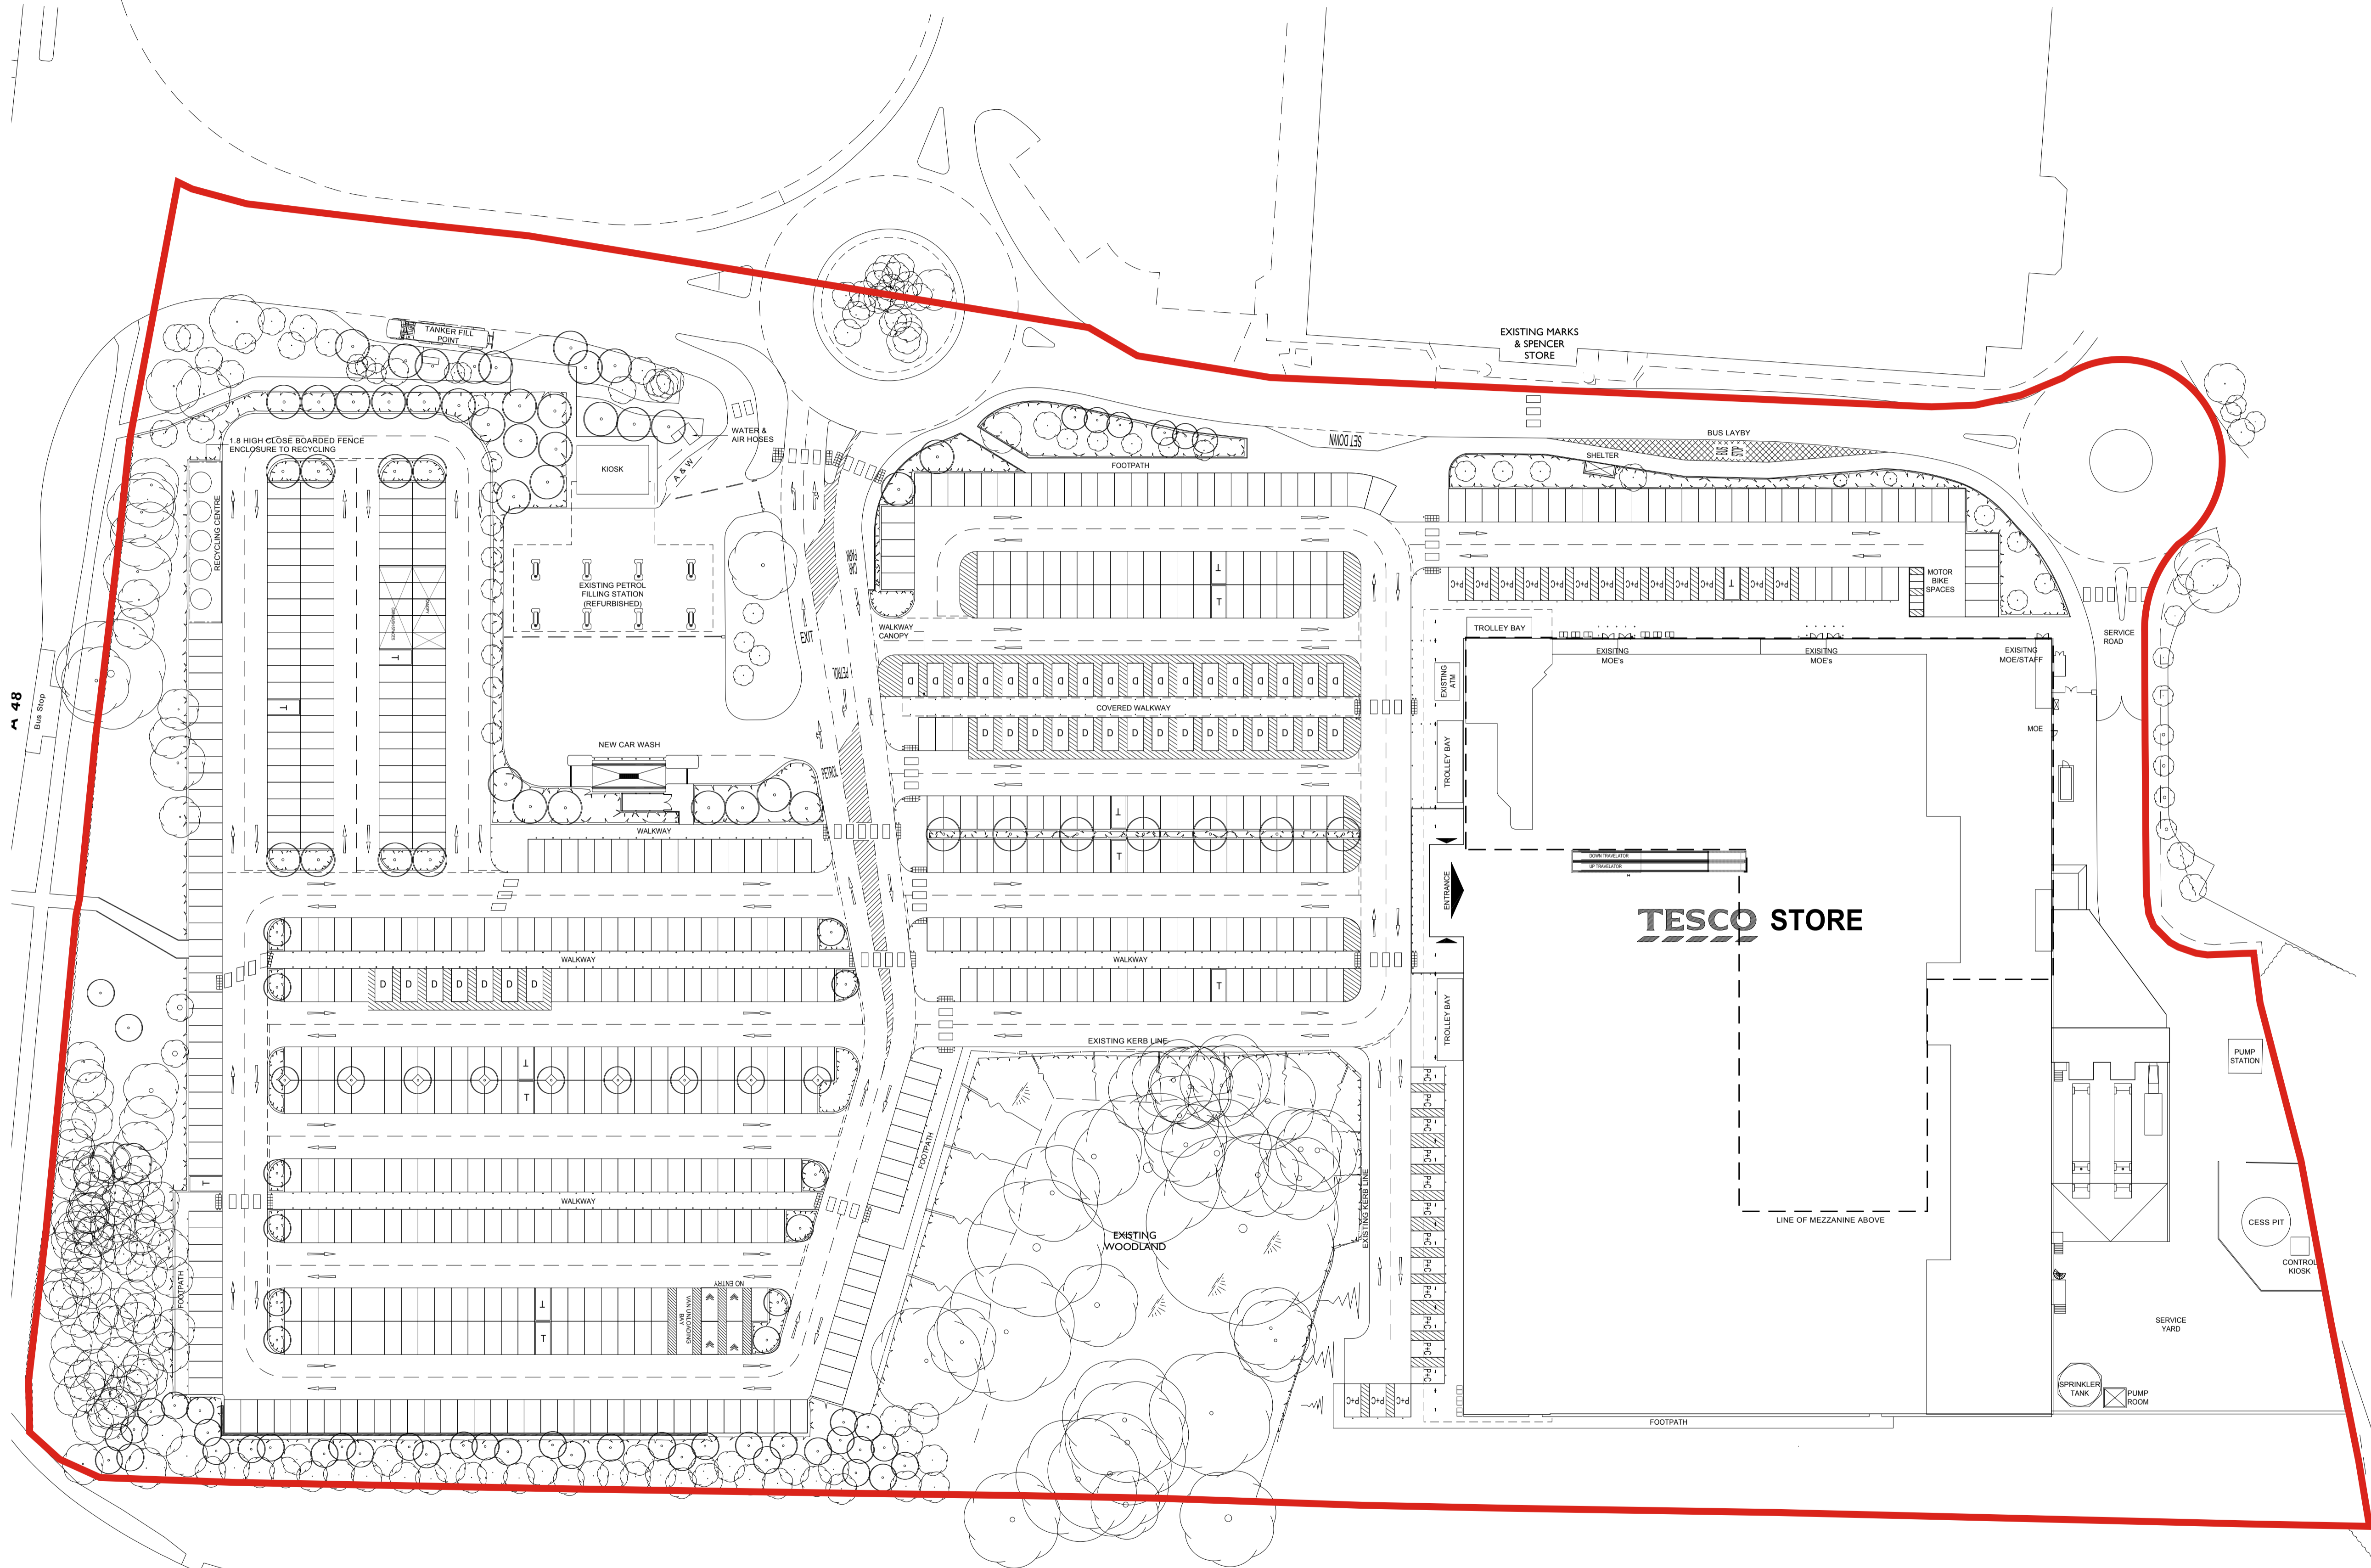 EXISTING MARKS
& SPENCER
STORE
TANKER FILL
POINT
WATER &
AIR HOSES
1.8 HIGH CLOSE BOARDED FENCE
ENCLOSURE TO RECYCLING
KIOSK
A & W
FOOTPATH
SET DOWN
BUS LAYBY
SHELTER
RECYCLING CENTRE
CAR
PARK
EXISTING PETROL
FILLING STATION
(REFURBISHED)
EXIT
PETROL
WALKWAY
CANOPY
P+C P+C P+C P+C P+C P+C P+C P+C P+C P+C P+C T P+C P+C
MOTOR
BIKE
SPACES
TROLLEY BAY
EXISITNG
MOE's
EXISITNG
MOE's
EXISITNG
MOE/STAFF
SERVICE
ROAD
T
T
T
T
EXISTING
ATM
D D D D D D D D D D D D D D D D D D
COVERED WALKWAY
D D D D D D D D D D D D D D D
MOE
A 48
Bus Stop
NEW CAR WASH
PETROL
TROLLEY BAY
WALKWAY
T
T
DOWN TRAVELATOR
UP TRAVELATOR
ENTRANCE
TESCO STORE
WALKWAY
WALKWAY
D D D D D D D
T
TROLLEY BAY
EXISTING KERB LINE
PUMP
STATION
T
T
FOOTPATH
T
WALKWAY
EXISTING KERB LINE
P+C P+C P+C P+C P+C P+C P+C P+C P+C P+C P+C P+C
EXISTING
WOODLAND
LINE OF MEZZANINE ABOVE
CESS PIT
CONTROL
KIOSK
FOOTPATH
NO ENTRY
VAN UNLOADING
BAY
T
T
SERVICE
YARD
SPRINKLER
TANK
PUMP
ROOM
P+C P+C P+C
FOOTPATH